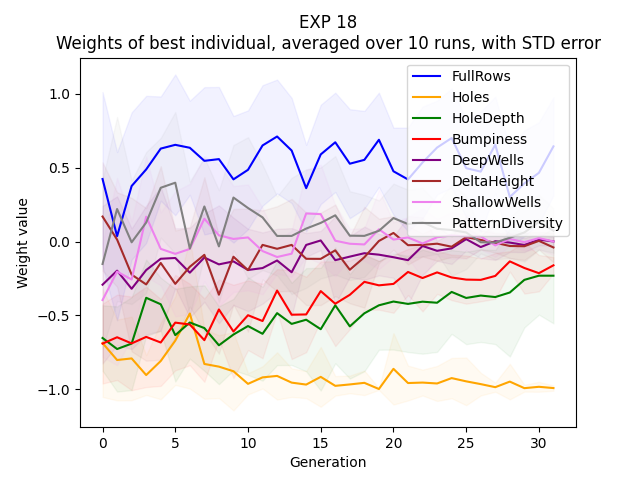 EXP 18
Weights of best individual, averaged over 10 runs, with STD error
Weight value
1.0
0.5
0.0
−0.5
−1.0
0 5 10 15 20 25 30
Generation
FullRows
Holes
HoleDepth
Bumpiness
DeepWells
DeltaHeight
ShallowWells
PatternDiversity